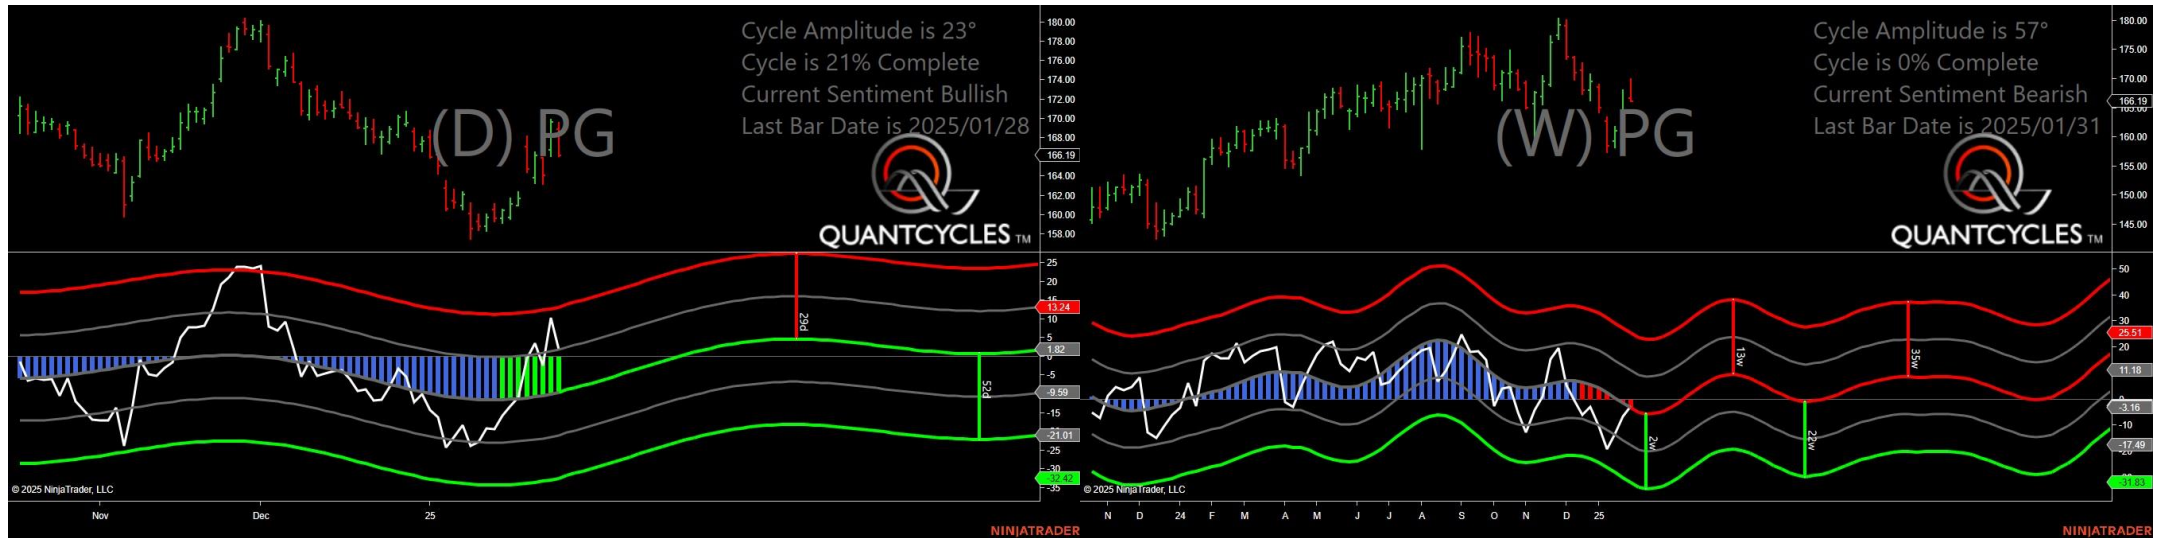 Cycle Amplitude is 23°
Cycle is 21% Complete
Current Sentiment Bullish
Last Bar Date is 2025/01/28
(D) PG
QUANTCYCLES TM
180.00
178.00
176.00
174.00
172.00
170.00
168.00
166.19
164.00
162.00
160.00
158.00
25
20
15
13.24
10
5
1.82
-5
-9.59
-15
-21.01
-25
-30
-32.42
-35
29d
52d
© 2025 NinjaTrader, LLC
Nov
Dec
25
NINJATRADER
Cycle Amplitude is 57°
Cycle is 0% Complete
Current Sentiment Bearish
Last Bar Date is 2025/01/31
(W) PG
QUANTCYCLES TM
180.00
175.00
170.00
166.19
160.00
155.00
150.00
145.00
50
40
30
25.51
20
11.18
-3.16
-10
-17.49
-31.83
13w
35w
2w
22w
© 2025 NinjaTrader, LLC
N D 24 F M A M J J A S O N D 25
NINJATRADER